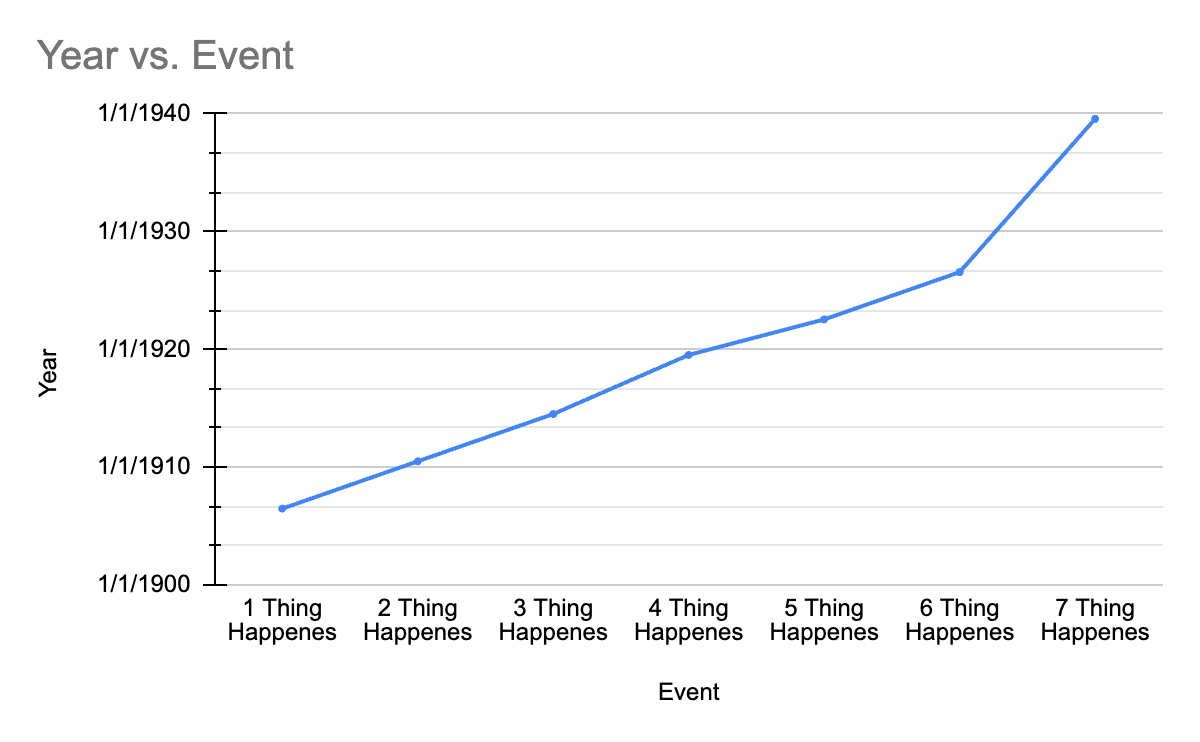 Year vs. Event
1/1/1940
1/1/1930
1/1/1920
1/1/1910
1/1/1900
Year
1 Thing
Happenes
2 Thing
Happenes
3 Thing
Happenes
4 Thing
Happenes
5 Thing
Happenes
6 Thing
Happenes
7 Thing
Happenes
Event